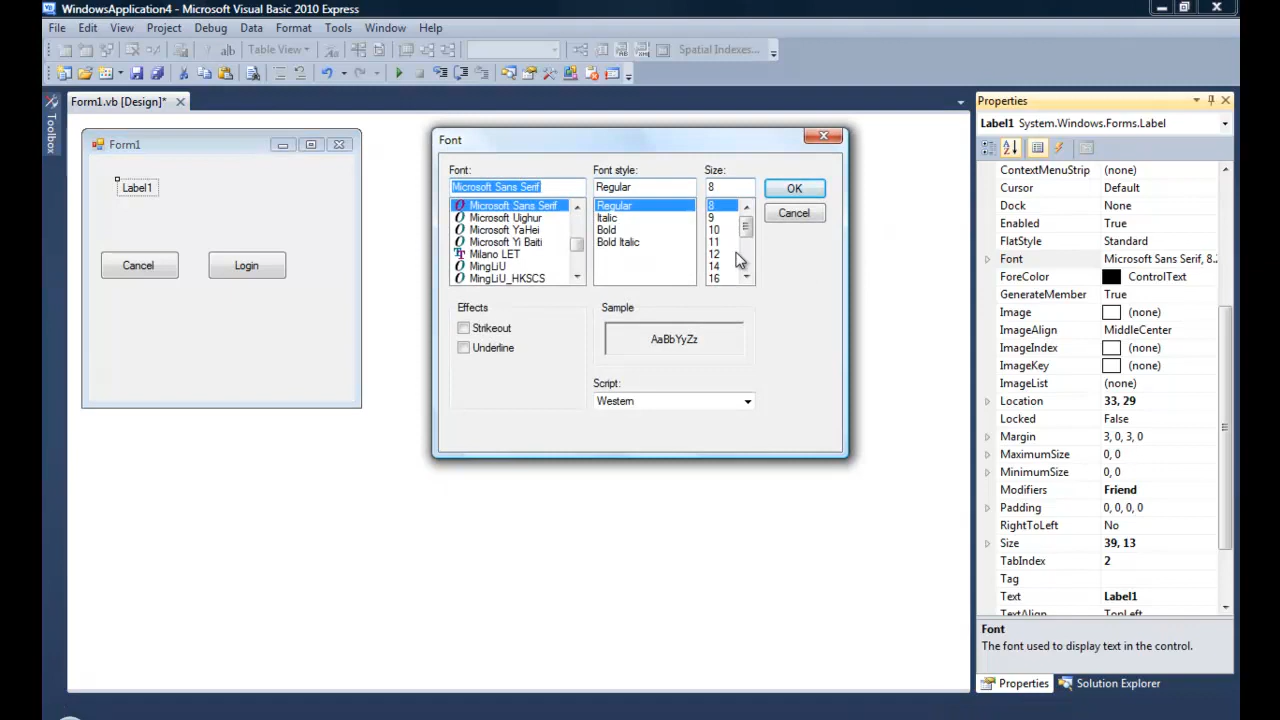 WindowsApplication4 - Microsoft Visual Basic 2010 Express
File Edit View Project Debug Data Format Tools Window Help
Table View Spatial Indexes...
Form1.vb [Design]*
Toolbox
Form1
Label1
Cancel Login
Font
Font: Font style: Size:
Microsoft Sans Serif Regular 8 OK
Microsoft Sans Serif Regular 8
Microsoft Uighur Italic 9 Cancel
Microsoft YaHei Bold 10
Microsoft Yi Baiti Bold Italic 11
Milano LET 12
MingLiU 14
MingLiU_HKSCS 16
Effects Sample
Strikeout
Underline
AaBbYyZz
Script:
Western
Properties
Label1 System.Windows.Forms.Label
ContextMenuStrip (none)
Cursor Default
Dock None
Enabled True
FlatStyle Standard
Font Microsoft Sans Serif, 8.2
ForeColor ControlText
GenerateMember True
Image (none)
ImageAlign MiddleCenter
ImageIndex (none)
ImageKey (none)
ImageList (none)
Location 33, 29
Locked False
Margin 3, 0, 3, 0
MaximumSize 0, 0
MinimumSize 0, 0
Modifiers Friend
Padding 0, 0, 0, 0
RightToLeft No
Size 39, 13
TabIndex 2
Tag
Text Label1
TextAlign TopLeft
Font
The font used to display text in the control.
Properties Solution Explorer